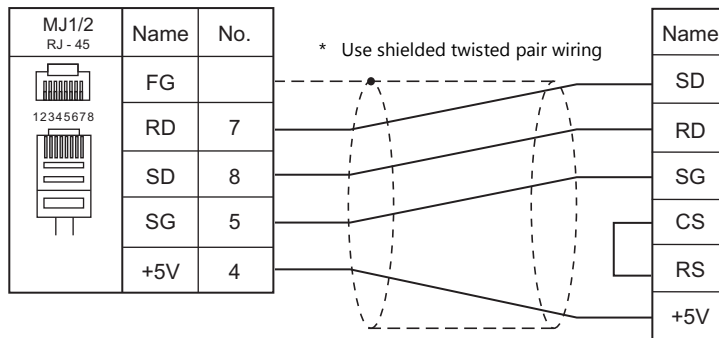 MJ1/2
RJ - 45
Name No.
* Use shielded twisted pair wiring
Name
FG
SD
12345678
RD 7
RD
SD 8
SG
SG 5
CS
+5V 4
RS
+5V